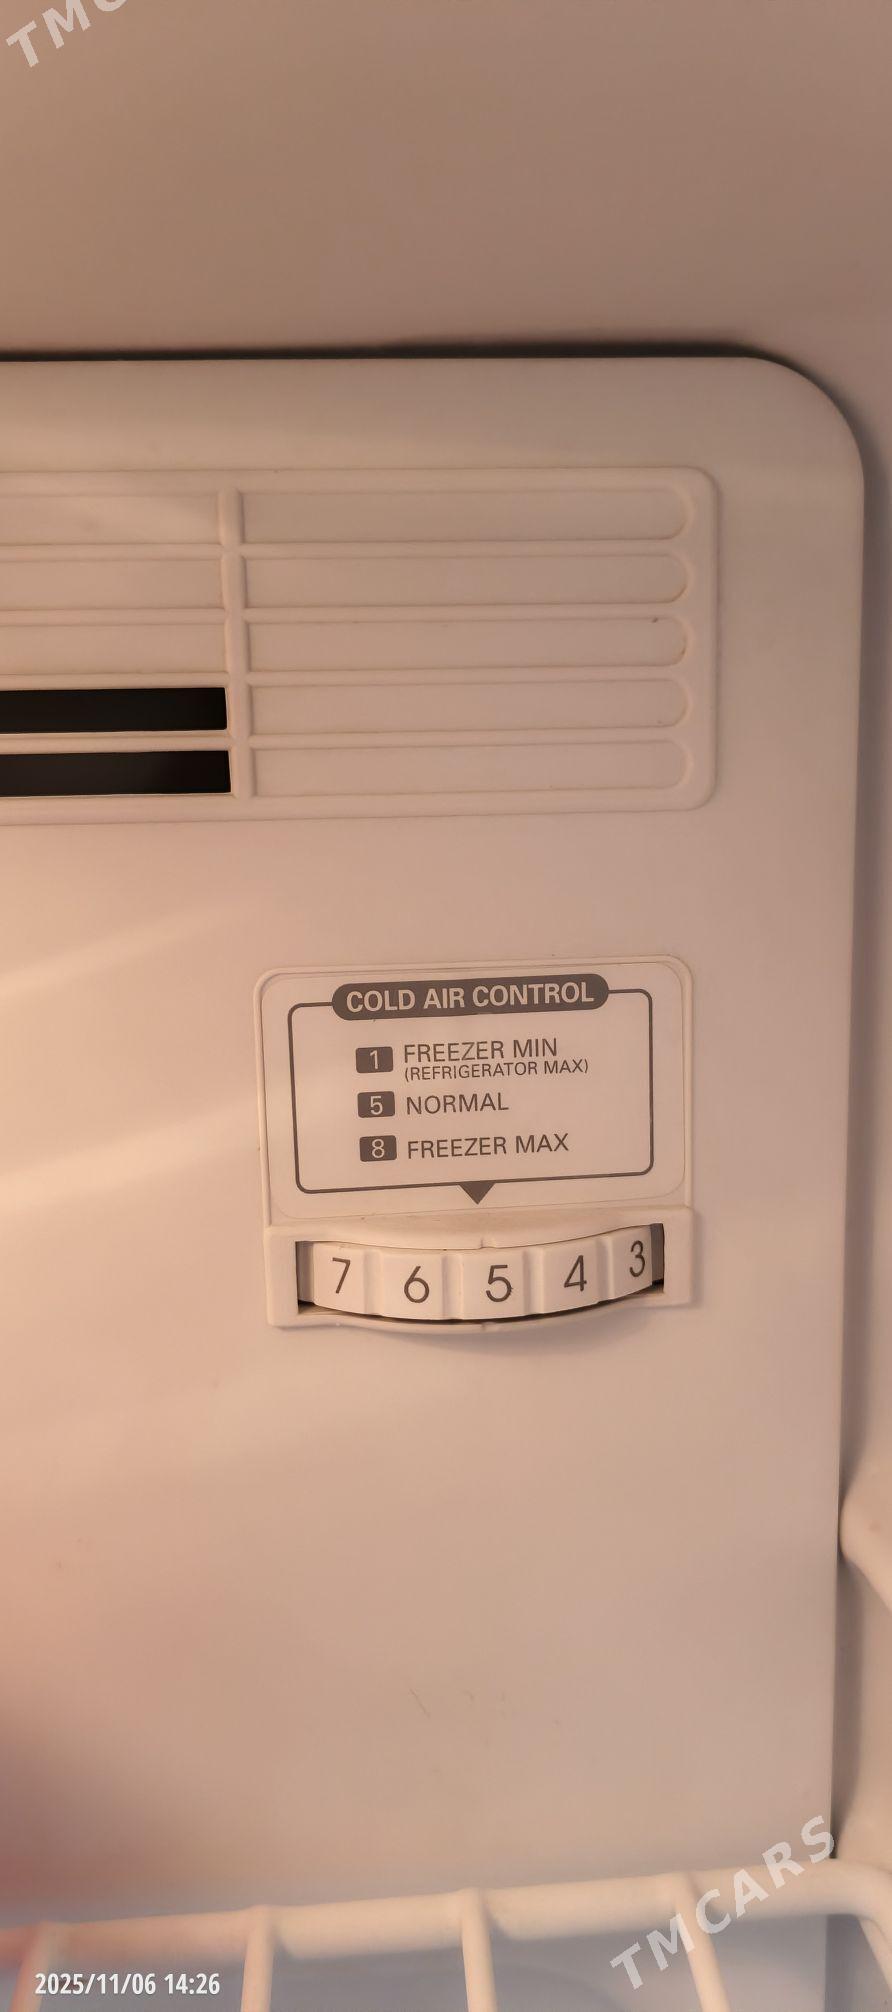 TMC
COLD AIR CONTROL
1 FREEZER MIN
(REFRIGERATOR MAX)
5 NORMAL
8 FREEZER MAX
7 6 5 4 3
TMCARS
2025/11/06 14:26